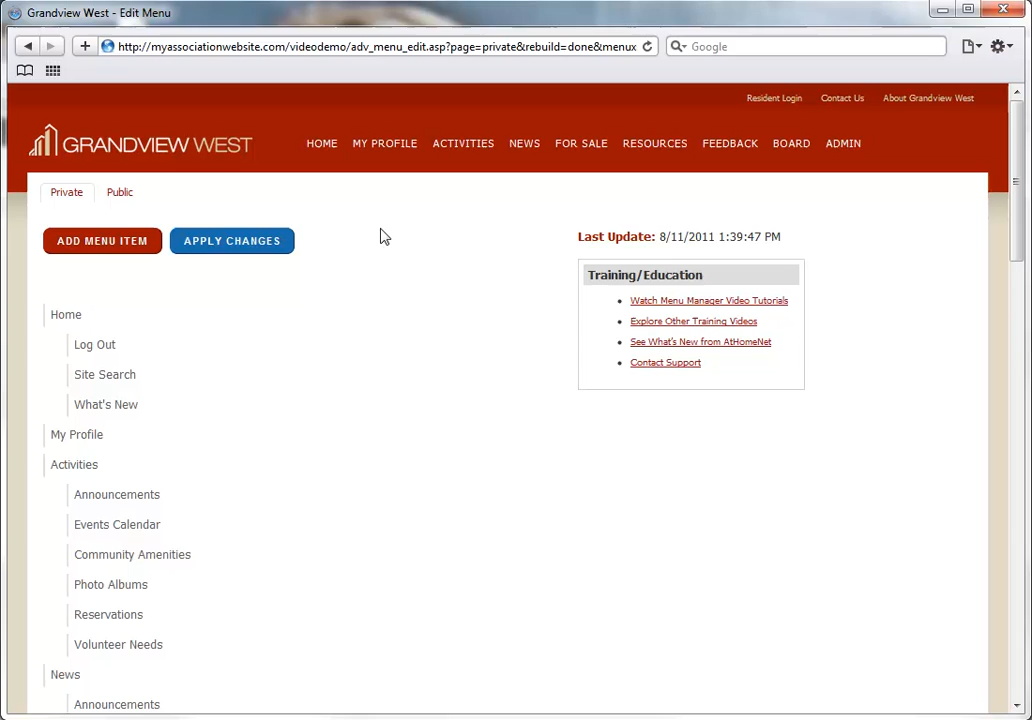 Grandview West - Edit Menu
http://myassociationwebsite.com/videodemo/adv_menu_edit.asp?page=private&rebuild=done&menux
Google
Resident Login Contact Us About Grandview West
GRANDVIEW WEST
HOME MY PROFILE ACTIVITIES NEWS FOR SALE RESOURCES FEEDBACK BOARD ADMIN
Private Public
ADD MENU ITEM APPLY CHANGES
Last Update: 8/11/2011 1:39:47 PM
Training/Education
Watch Menu Manager Video Tutorials
Explore Other Training Videos
See What's New from AtHomeNet
Contact Support
Home
Log Out
Site Search
What's New
My Profile
Activities
Announcements
Events Calendar
Community Amenities
Photo Albums
Reservations
Volunteer Needs
News
Announcements